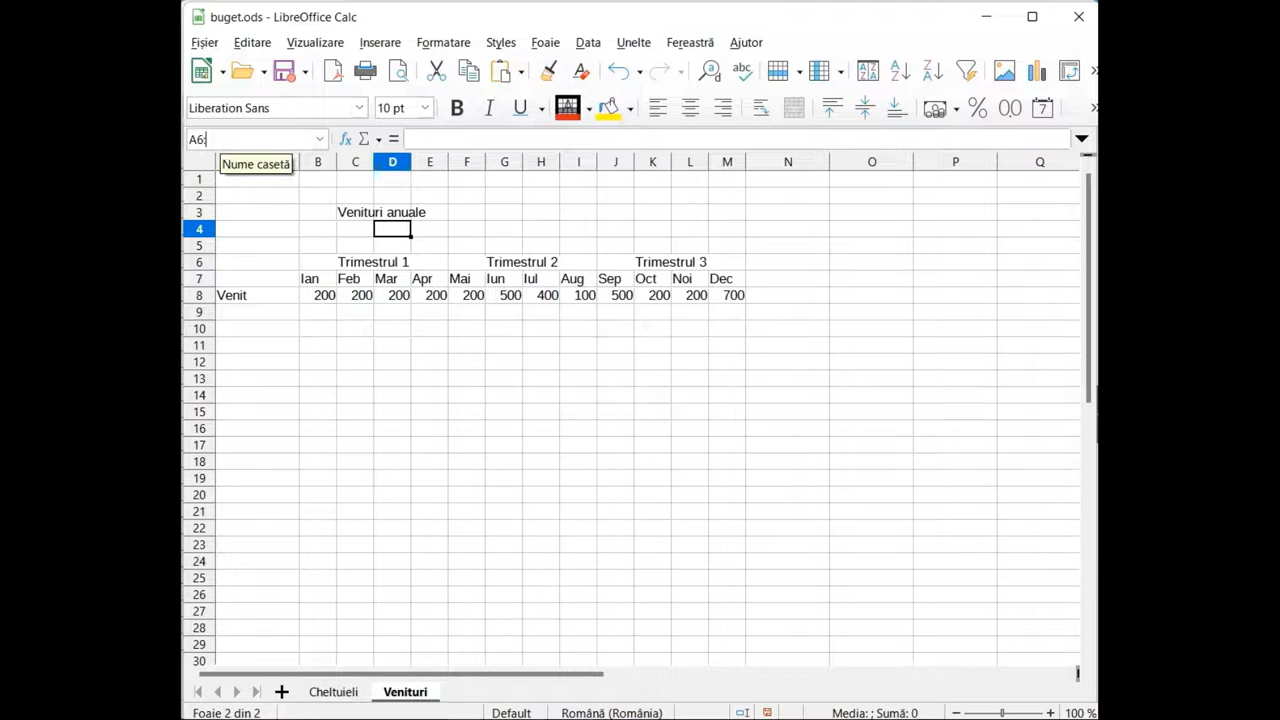 buget.ods - LibreOffice Calc
Fișier Editare Vizualizare Inserare Formatare Styles Foaie Data Unelte Fereastră Ajutor
Liberation Sans 10 pt
A6:
Nume casetă
B C D E F G H I J K L M N O P Q
1
2
3 Venituri anuale
4
5
6 Trimestrul 1 Trimestrul 2 Trimestrul 3
7 Ian Feb Mar Apr Mai Iun Iul Aug Sep Oct Noi Dec
8 Venit 200 200 200 200 200 500 400 100 500 200 200 700
9
10
11
12
13
14
15
16
17
18
19
20
21
22
23
24
25
26
27
28
29
30
Cheltuieli Venituri
Foaie 2 din 2 Default Română (România) Media: ; Sumă: 0 100 %